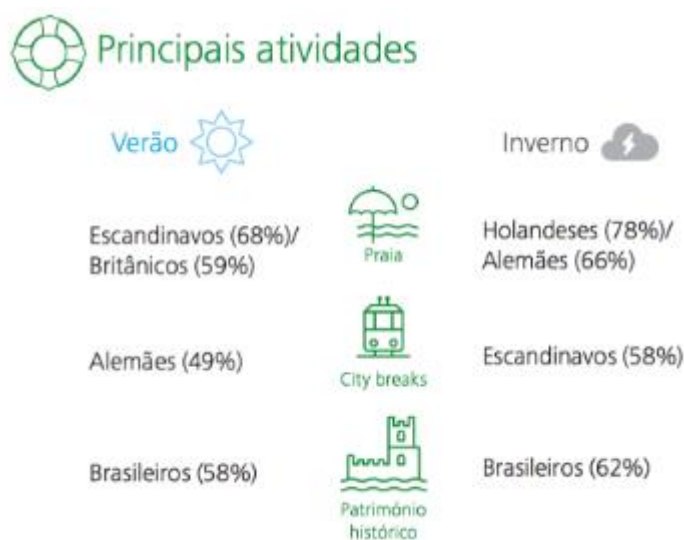 Principais atividades
Verão
Inverno
Escandinavos (68%)/
Britânicos (59%)
Praia
Holandeses (78%)/
Alemães (66%)
Alemães (49%)
City breaks
Escandinavos (58%)
Brasileiros (58%)
Património
histórico
Brasileiros (62%)